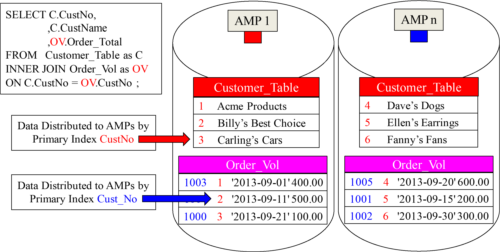 SELECT C.CustNo,
,C.CustName
,OV.Order_Total
FROM Customer_Table as C
INNER JOIN Order_Vol as OV
ON C.CustNo = OV.CustNo ;
Data Distributed to AMPs by
Primary Index CustNo
Data Distributed to AMPs by
Primary Index Cust_No
AMP 1
Customer_Table
1 Acme Products
2 Billy's Best Choice
3 Carling's Cars
Order_Vol
1003 1 '2013-09-01' 400.00
2 '2013-09-11' 500.00
1000 3 '2013-09-21' 100.00
AMP n
Customer_Table
4 Dave's Dogs
5 Ellen's Earrings
6 Fanny's Fans
Order_Vol
1005 4 '2013-09-20' 600.00
1001 5 '2013-09-15' 200.00
1002 6 '2013-09-30' 300.00